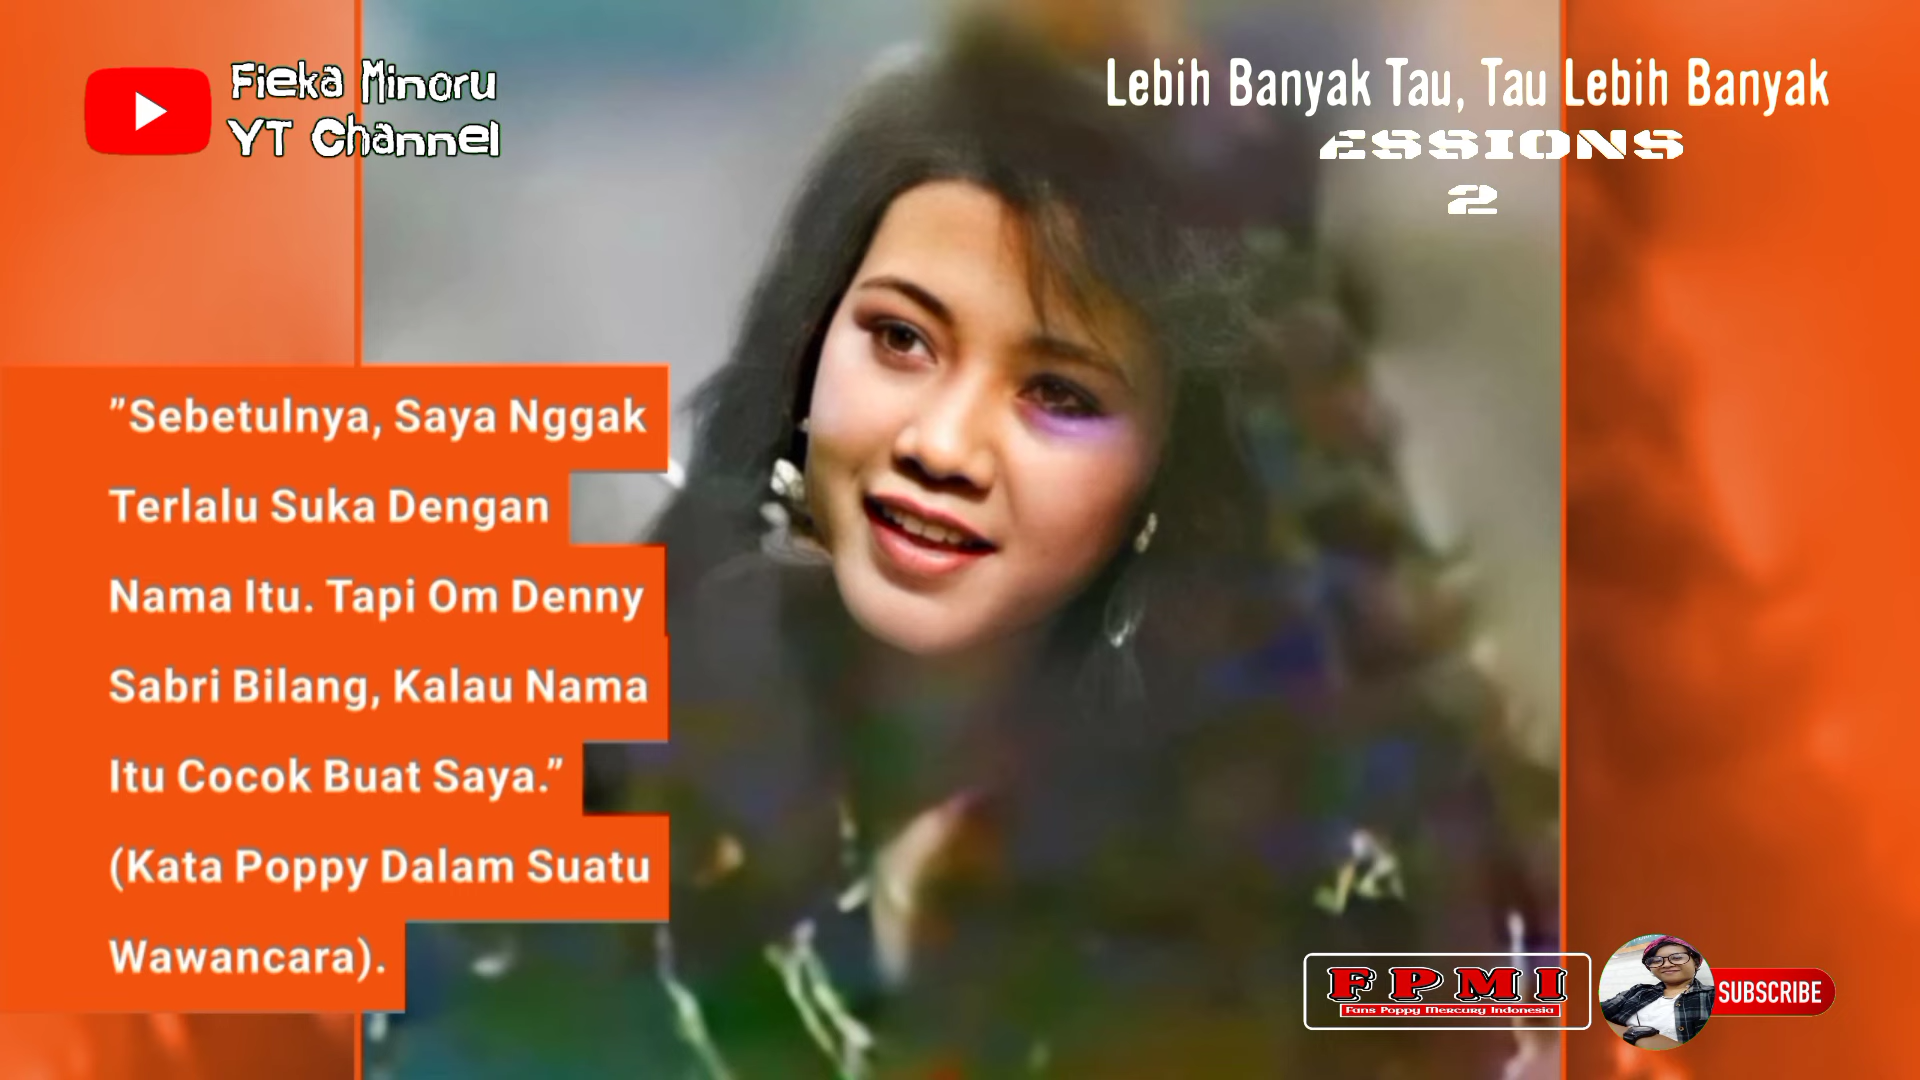 Fieka Minoru
YT Channel
Lebih Banyak Tau, Tau Lebih Banyak
ESSIONS
2
"Sebetulnya, Saya Nggak
Terlalu Suka Dengan
Nama Itu. Tapi Om Denny
Sabri Bilang, Kalau Nama
Itu Cocok Buat Saya."
(Kata Poppy Dalam Suatu
Wawancara).
FPMI
Fans Poppy Mercury Indonesia
SUBSCRIBE